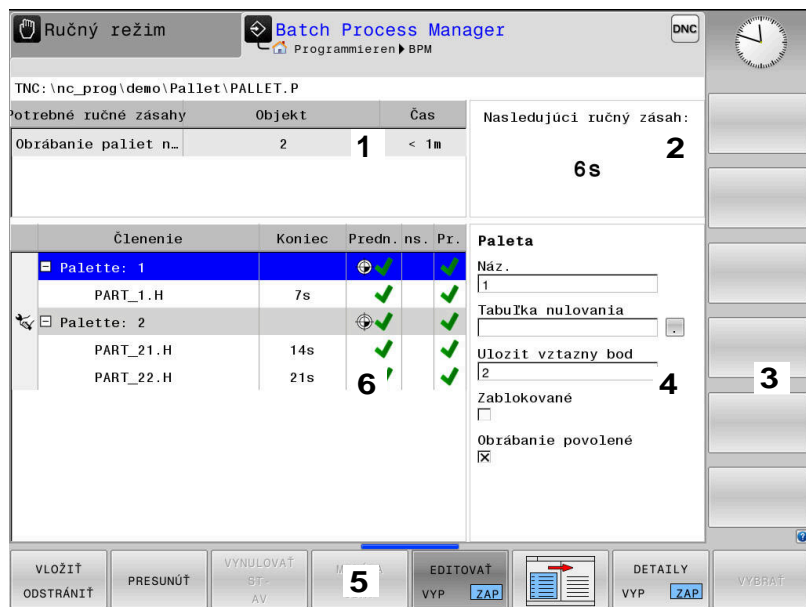 Ručný režim
Batch Process Manager
Programmieren BPM
DNC
TNC:\nc_prog\demo\Pallet\PALLET.P
Potrebné ručné zásahy Objekt Čas
Obrábanie paliet n… 2 1 < 1m
Nasledujúci ručný zásah:
2
6s
Členenie Koniec Predn. ns. Pr.
Palette: 1
PART_1.H 7s
Palette: 2
PART_21.H 14s
PART_22.H 21s
6
Paleta
Náz.
1
Tabuľka nulovania
.
Ulozit vztazny bod
2
4
Zablokované
Obrábanie povolené
3
VLOŽIŤ
ODSTRÁNIŤ
PRESUNÚŤ
VYNULOVAŤ
ST-
AV
5
EDITOVAŤ
VYP ZAP
DETAILY
VYP ZAP
VYBRAŤ